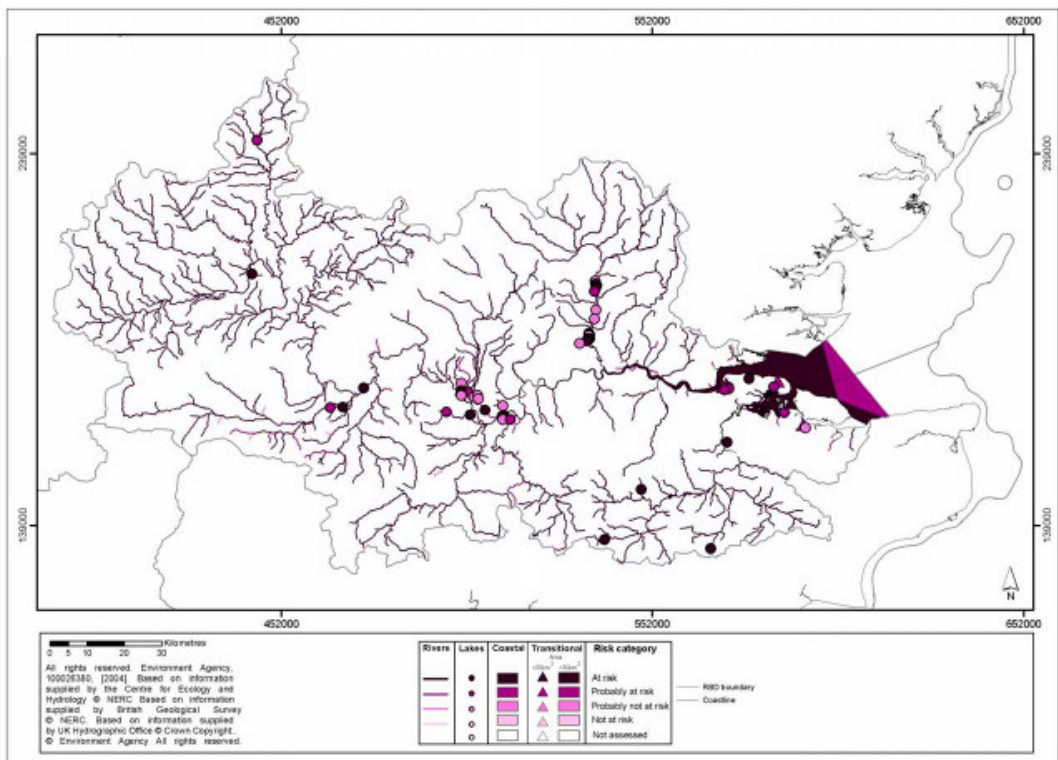 452000 552000 652000
239000 239000
139000 139000
N
452000 552000 652000
0 5 10 20 30 Kilometres
All rights reserved. Environment Agency,
100026380, [2004]. Based on information
supplied by the Centre for Ecology and
Hydrology © NERC. Based on information
supplied by British Geological Survey
© NERC. Based on information supplied
by UK Hydrographic Office © Crown Copyright.
© Environment Agency All rights reserved.
Rivers Lakes Coastal Transitional Risk category
Area
At risk
Probably at risk
Probably not at risk
Not at risk
Not assessed
RBD boundary
Coastline